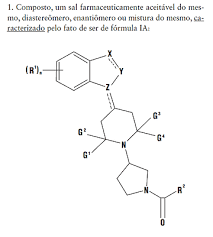 1. Composto, um sal farmaceuticamente aceitável do mes-
mo, diasterеômero, enantiômero ou mistura do mesmo, ca-
racterizado pelo fato de ser de fórmula IA:
X
(R¹)ₙ
Y
Z
G³
G²
G⁴
G¹
N
N
R²
O